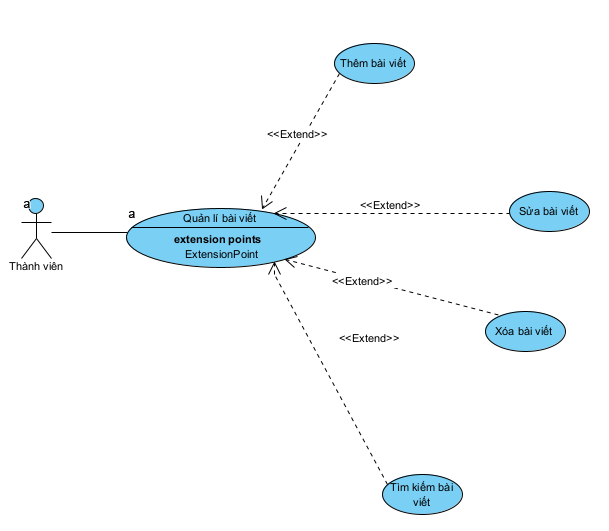 Thêm bài viết
<<Extend>>
a
Thành viên
a
Quản lí bài viết
extension points
ExtensionPoint
<<Extend>>
Sửa bài viết
<<Extend>>
Xóa bài viết
<<Extend>>
Tìm kiếm bài
viết